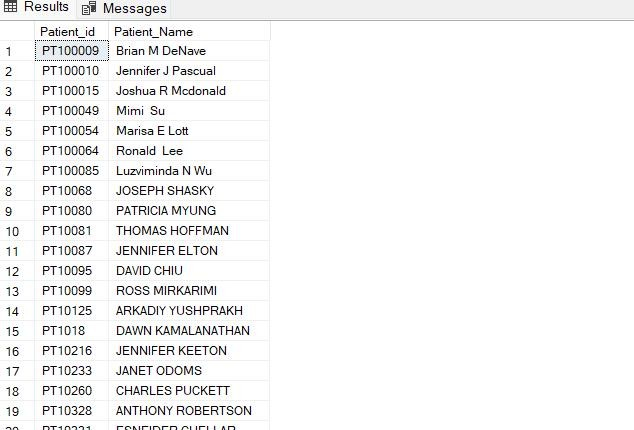 Results Messages
Patient_id Patient_Name
1 PT100009 Brian M DeNave
2 PT100010 Jennifer J Pascual
3 PT100015 Joshua R Mcdonald
4 PT100049 Mimi  Su
5 PT100054 Marisa E Lott
6 PT100064 Ronald  Lee
7 PT100085 Luzviminda N Wu
8 PT10068 JOSEPH SHASKY
9 PT10080 PATRICIA MYUNG
10 PT10081 THOMAS HOFFMAN
11 PT10087 JENNIFER ELTON
12 PT10095 DAVID CHIU
13 PT10099 ROSS MIRKARIMI
14 PT10125 ARKADIY YUSHPRAKH
15 PT1018 DAWN KAMALANATHAN
16 PT10216 JENNIFER KEETON
17 PT10233 JANET ODOMS
18 PT10260 CHARLES PUCKETT
19 PT10328 ANTHONY ROBERTSON